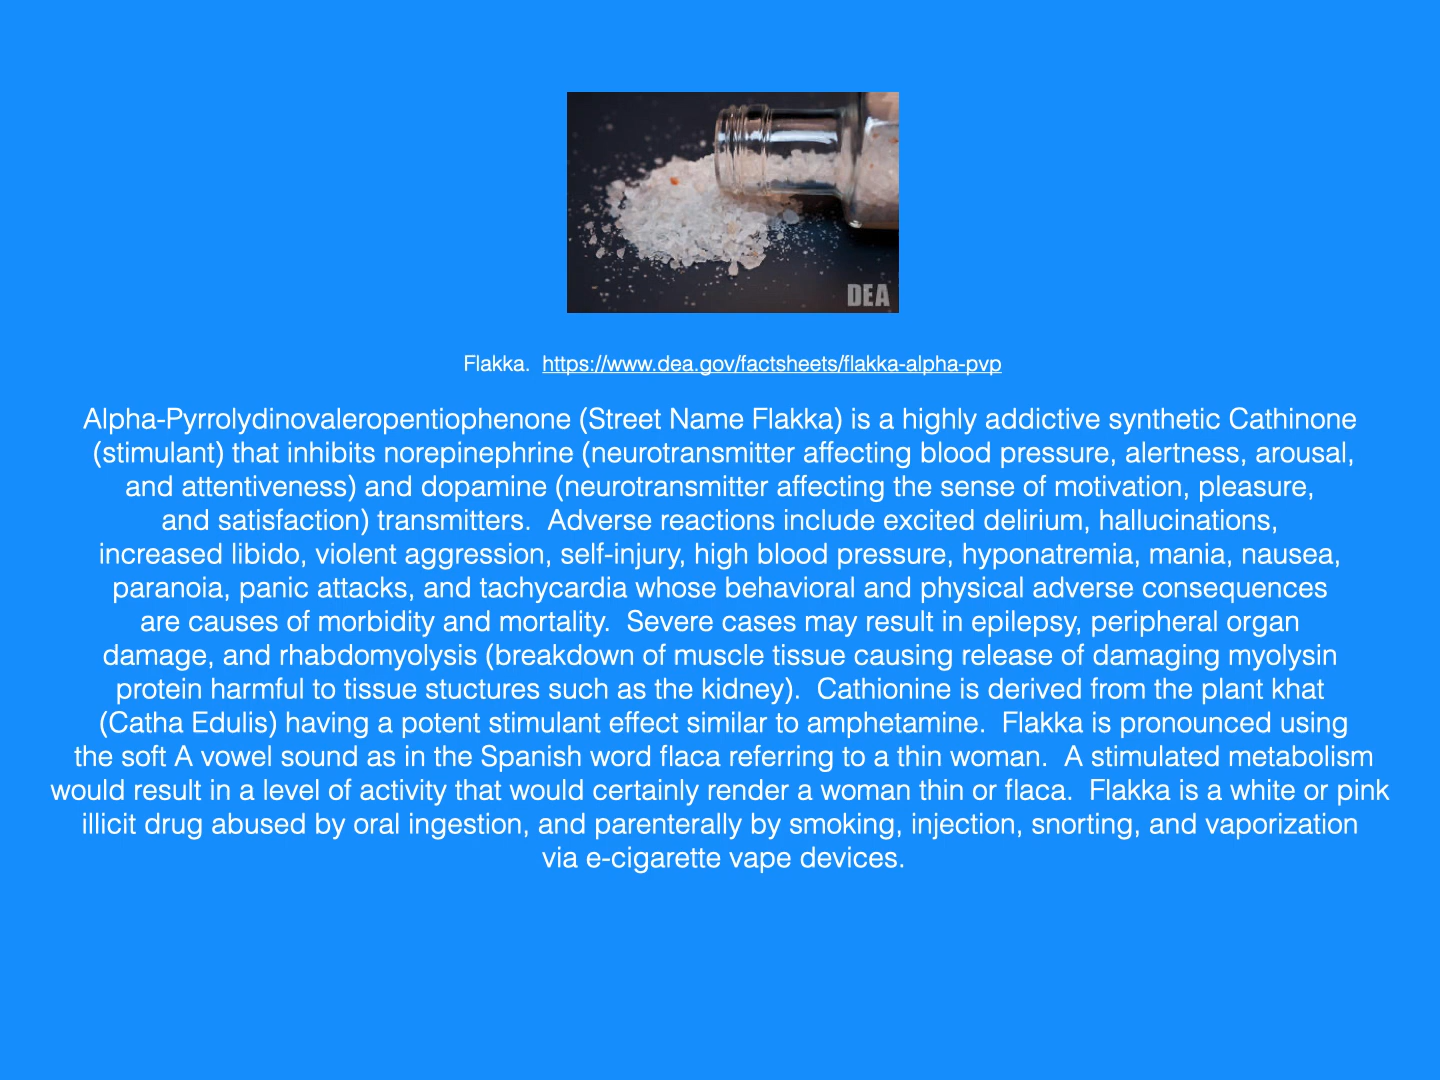 DEA
Flakka.  https://www.dea.gov/factsheets/flakka-alpha-pvp
Alpha-Pyrrolydinovaleropentiophenone (Street Name Flakka) is a highly addictive synthetic Cathinone
(stimulant) that inhibits norepinephrine (neurotransmitter affecting blood pressure, alertness, arousal,
and attentiveness) and dopamine (neurotransmitter affecting the sense of motivation, pleasure,
and satisfaction) transmitters.  Adverse reactions include excited delirium, hallucinations,
increased libido, violent aggression, self-injury, high blood pressure, hyponatremia, mania, nausea,
paranoia, panic attacks, and tachycardia whose behavioral and physical adverse consequences
are causes of morbidity and mortality.  Severe cases may result in epilepsy, peripheral organ
damage, and rhabdomyolysis (breakdown of muscle tissue causing release of damaging myolysin
protein harmful to tissue stuctures such as the kidney).  Cathionine is derived from the plant khat
(Catha Edulis) having a potent stimulant effect similar to amphetamine.  Flakka is pronounced using
the soft A vowel sound as in the Spanish word flaca referring to a thin woman.  A stimulated metabolism
would result in a level of activity that would certainly render a woman thin or flaca.  Flakka is a white or pink
illicit drug abused by oral ingestion, and parenterally by smoking, injection, snorting, and vaporization
via e-cigarette vape devices.